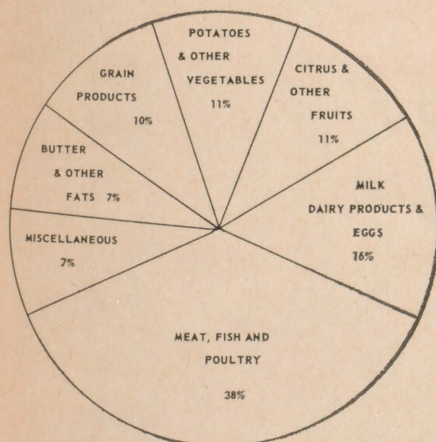 POTATOES
& OTHER
VEGETABLES
11%
CITRUS &
OTHER
FRUITS
11%
MILK
DAIRY PRODUCTS &
EGGS
16%
MEAT, FISH AND
POULTRY
38%
MISCELLANEOUS
7%
BUTTER
& OTHER
FATS 7%
GRAIN
PRODUCTS
10%